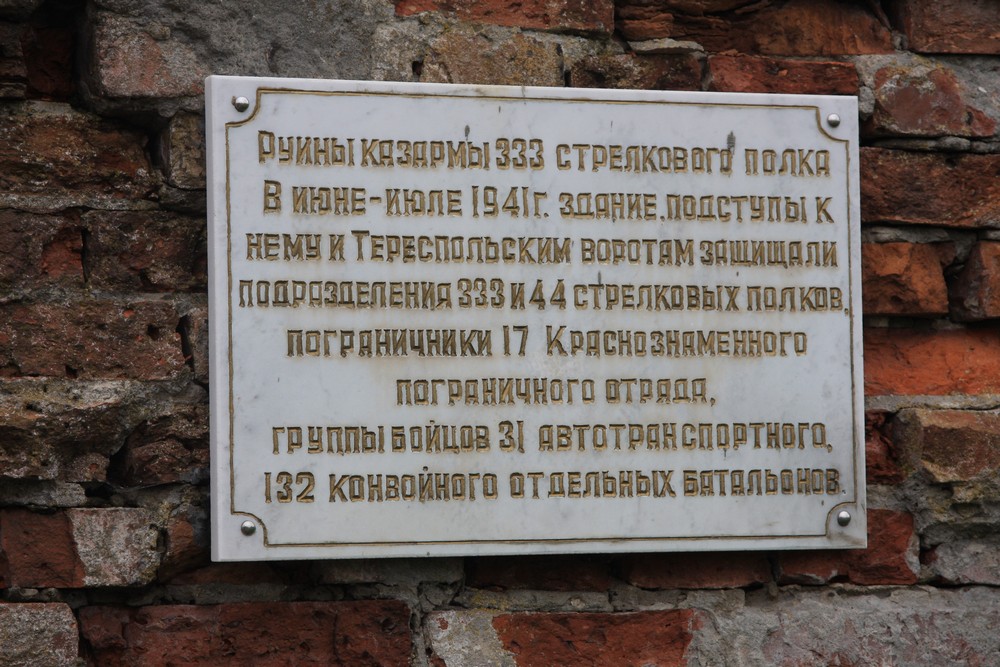 Руины казармы 333 стрелкового полка
В июне-июле 1941г. здание, подступы к
нему и Тереспольским воротам защищали
подразделения 333 и 44 стрелковых полков,
пограничники 17 Краснознаменного
пограничного отряда,
группы бойцов 31 автотранспортного,
132 конвойного отдельных батальонов.